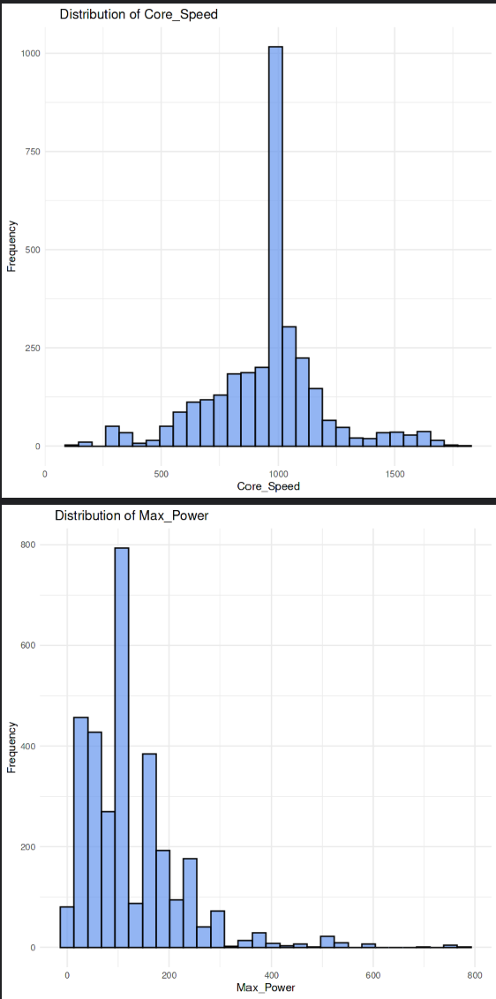 Distribution of Core_Speed
1000
750
500
250
0
Frequency
0 500 1000 1500
Core_Speed
Distribution of Max_Power
800
600
400
200
0
Frequency
0 200 400 600 800
Max_Power